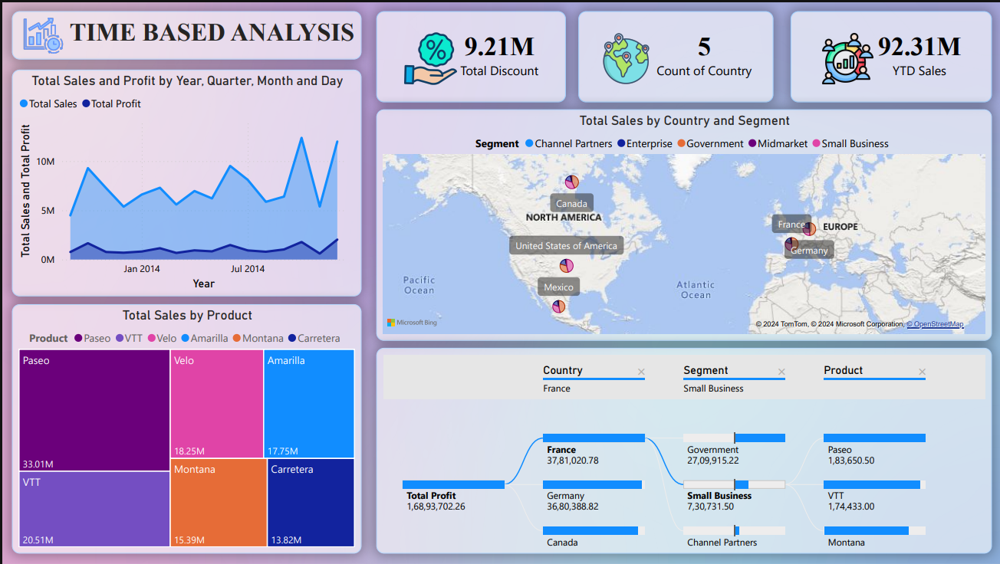 TIME BASED ANALYSIS
9.21M
Total Discount
5
Count of Country
92.31M
YTD Sales
Total Sales and Profit by Year, Quarter, Month and Day
Total Sales Total Profit
Total Sales and Total Profit
10M
5M
0M
Jan 2014 Jul 2014
Year
Total Sales by Product
Product Paseo VTT Velo Amarilla Montana Carretera
Paseo
33.01M
VTT
20.51M
Velo
18.25M
Amarilla
17.75M
Montana
15.39M
Carretera
13.82M
Total Sales by Country and Segment
Segment Channel Partners Enterprise Government Midmarket Small Business
Canada
NORTH AMERICA
United States of America
Mexico
Pacific
Ocean
Atlantic
Ocean
France
EUROPE
Germany
Microsoft Bing
© 2024 TomTom, © 2024 Microsoft Corporation, © OpenStreetMap
Country
France
Segment
Small Business
Product
Total Profit
1,68,93,702.26
France
37,81,020.78
Germany
36,80,388.82
Canada
Government
27,09,915.22
Small Business
7,30,731.50
Channel Partners
Paseo
1,83,650.50
VTT
1,74,433.00
Montana
%